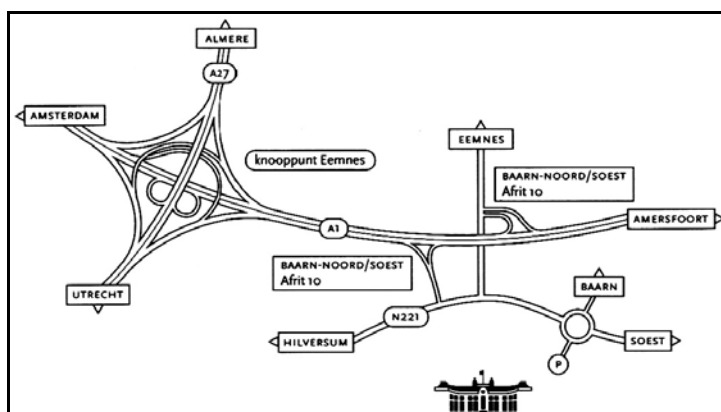 ALMERE
A27
AMSTERDAM
EEMNES
knooppunt Eemnes
BAARN-NOORD/SOEST
Afrit 10
AMERSFOORT
A1
BAARN-NOORD/SOEST
Afrit 10
BAARN
UTRECHT
N221
HILVERSUM
SOEST
P